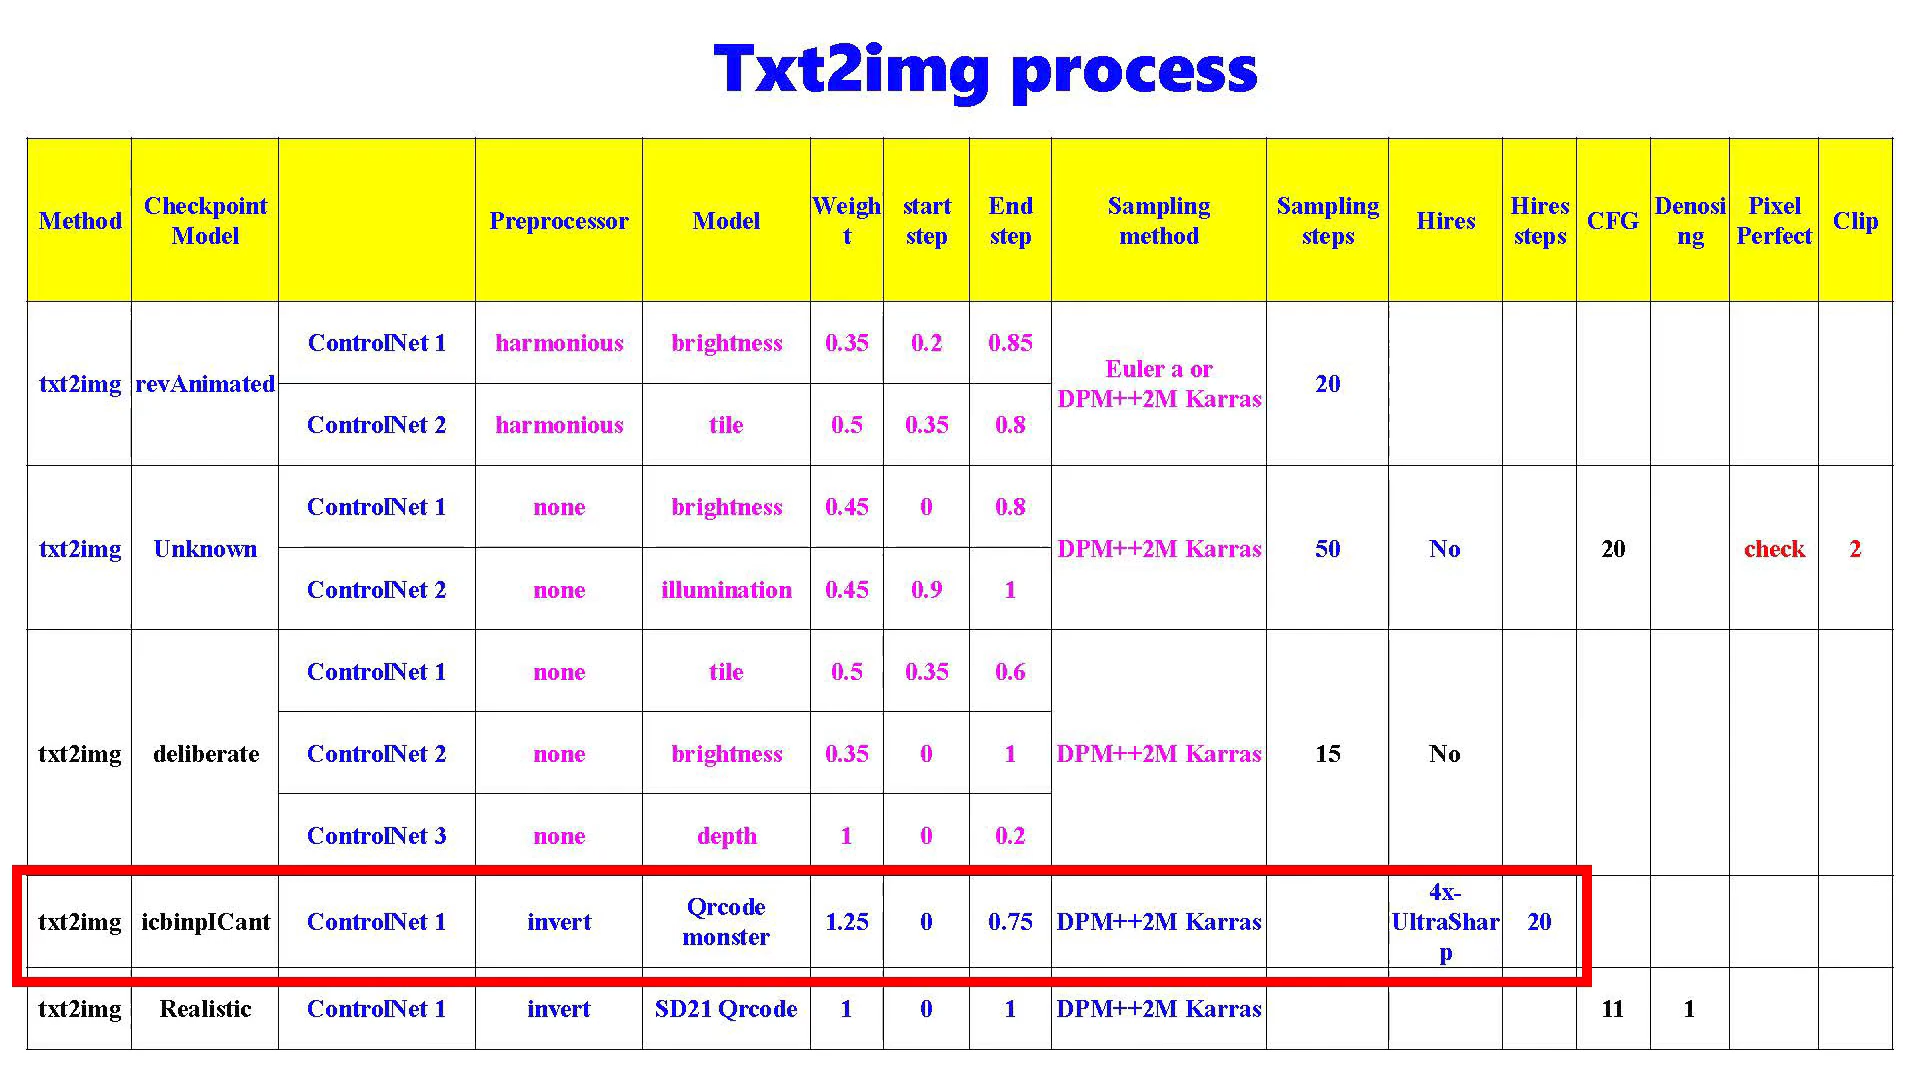 Txt2img process
Method Checkpoint Model Preprocessor Model Weight start step End step Sampling method Sampling steps Hires Hires steps CFG Denosing Pixel Perfect Clip
txt2img revAnimated ControlNet 1 harmonious brightness 0.35 0.2 0.85 Euler a or DPM++2M Karras 20
ControlNet 2 harmonious tile 0.5 0.35 0.8
txt2img Unknown ControlNet 1 none brightness 0.45 0 0.8 DPM++2M Karras 50 No 20 check 2
ControlNet 2 none illumination 0.45 0.9 1
txt2img deliberate ControlNet 1 none tile 0.5 0.35 0.6 DPM++2M Karras 15 No
ControlNet 2 none brightness 0.35 0 1
ControlNet 3 none depth 1 0 0.2
txt2img icbinpICant ControlNet 1 invert Qrcode monster 1.25 0 0.75 DPM++2M Karras 4x-UltraSharp 20
txt2img Realistic ControlNet 1 invert SD21 Qrcode 1 0 1 DPM++2M Karras 11 1